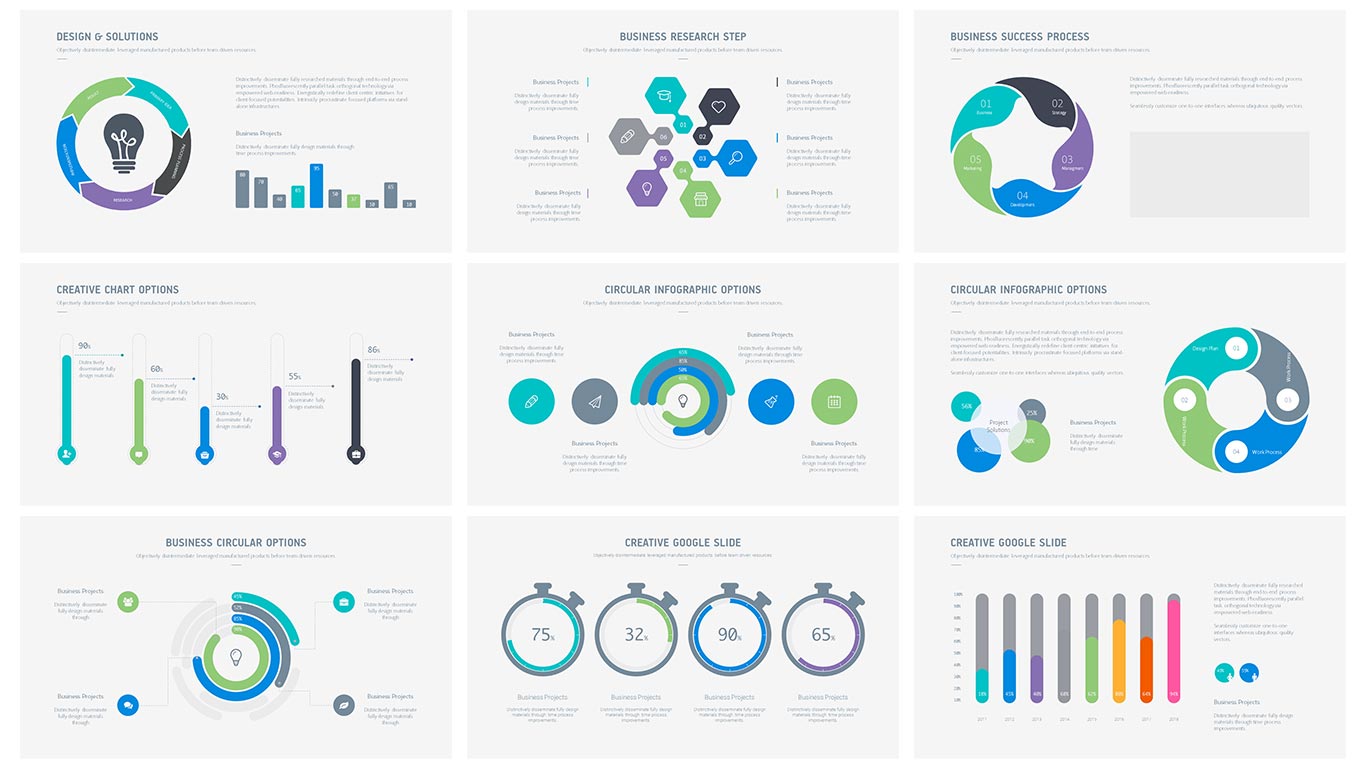 DESIGN & SOLUTIONS
Objectively disintermediate leveraged manufactured products before team driven resources.
PRIMARY IDEA
PROJECT PLANNING
RESEARCH
Distinctively disseminate fully researched materials through end-to-end process
improvements. Phosfluorescently parallel task orthogonal technology via
empowered web-readiness. Energistically redefine client-centric initiatives for
client-focused potentialities. Intrinsicly procrastinate focused platforms via stand-
alone infrastructures.
Business Projects
Distinctively disseminate fully design materials through
time process improvements.
95
50
BUSINESS RESEARCH STEP
Objectively disintermediate leveraged manufactured products before team driven resources.
Business Projects
Distinctively disseminate fully
design materials through time
process improvements.
Business Projects
Distinctively disseminate fully
design materials through time
process improvements.
Business Projects
Distinctively disseminate fully
design materials through time
process improvements.
01
02
03
04
05
06
Business Projects
Distinctively disseminate fully
design materials through time
process improvements.
Business Projects
Distinctively disseminate fully
design materials through time
process improvements.
Business Projects
Distinctively disseminate fully
design materials through time
process improvements.
BUSINESS SUCCESS PROCESS
Objectively disintermediate leveraged manufactured products before team driven resources.
01
Business
02
Strategy
03
Managment
04
Development
05
Marketing
Distinctively disseminate fully researched materials through end-to-end process
improvements. Phosfluorescently parallel task orthogonal technology via
empowered web-readiness.
Seamlessly customize one-to-one interfaces whereas ubiquitous quality vectors.
CREATIVE CHART OPTIONS
Objectively disintermediate leveraged manufactured products before team driven resources.
90%
Distinctively
disseminate fully
design materials
60%
Distinctively
disseminate fully
design materials
30%
Distinctively
disseminate fully
design materials
55%
Distinctively
disseminate fully
design materials
86%
Distinctively
disseminate fully
design materials
CIRCULAR INFOGRAPHIC OPTIONS
Objectively disintermediate leveraged manufactured products before team driven resources.
Business Projects
Distinctively disseminate fully
design materials through time
process improvements.
Business Projects
Distinctively disseminate fully
design materials through time
process improvements.
50%
Business Projects
Distinctively disseminate fully
design materials through time
process improvements.
Business Projects
Distinctively disseminate fully
design materials through time
process improvements.
CIRCULAR INFOGRAPHIC OPTIONS
Objectively disintermediate leveraged manufactured products before team driven resources.
Distinctively disseminate fully researched materials through end-to-end process
improvements. Phosfluorescently parallel task orthogonal technology via
empowered web-readiness. Energistically redefine client-centric initiatives for
client-focused potentialities. Intrinsicly procrastinate focused platforms via stand-
alone infrastructures.
Seamlessly customize one-to-one interfaces whereas ubiquitous quality vectors.
56%
25%
Project
Solutions
Business Projects
Distinctively disseminate fully
design materials
through time
Design Plan
01
02
Work Process
03
Work Process
04
Work Process
BUSINESS CIRCULAR OPTIONS
Objectively disintermediate leveraged manufactured products before team driven resources.
Business Projects
Distinctively disseminate
fully design materials
through
Business Projects
Distinctively disseminate
fully design materials
through
Business Projects
Distinctively disseminate
fully design materials
through
Business Projects
Distinctively disseminate
fully design materials
through
CREATIVE GOOGLE SLIDE
Objectively disintermediate leveraged manufactured products before team driven resources.
75%
32%
90%
65%
Business Projects
Distinctively disseminate fully design
materials through time process
improvements.
Business Projects
Distinctively disseminate fully design
materials through time process
improvements.
Business Projects
Distinctively disseminate fully design
materials through time process
improvements.
Business Projects
Distinctively disseminate fully design
materials through time process
improvements.
CREATIVE GOOGLE SLIDE
Objectively disintermediate leveraged manufactured products before team driven resources.
100%
90%
80%
70%
60%
50%
40%
30%
20%
10%
2011 2012 2013 2014 2015 2016 2017 2018
Distinctively disseminate fully researched
materials through end-to-end process
improvements. Phosfluorescently parallel
task orthogonal technology via
empowered web-readiness.
Seamlessly customize one-to-one
interfaces whereas ubiquitous quality
vectors.
Business Projects
Distinctively disseminate fully design
materials through time process
improvements.